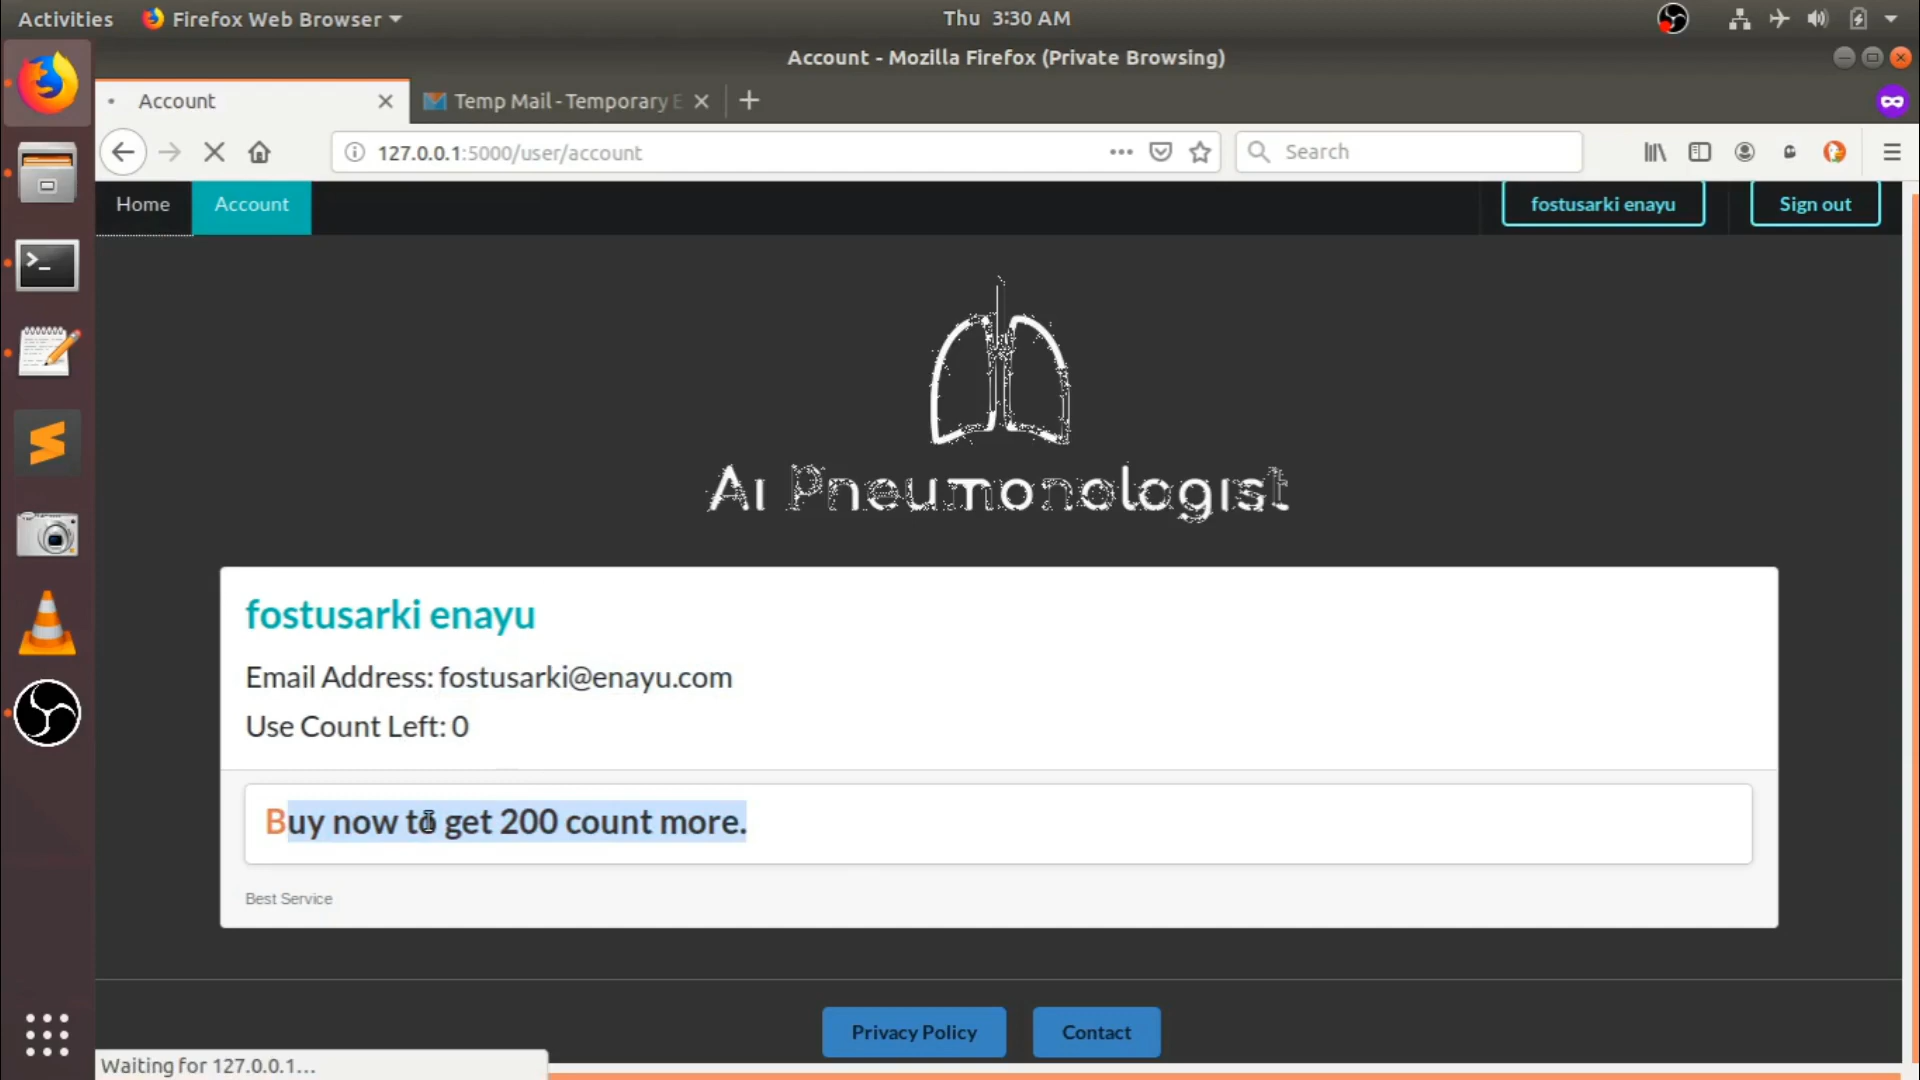 Activities
Firefox Web Browser
Thu 3:30 AM
Account - Mozilla Firefox (Private Browsing)
Account
Temp Mail - Temporary E
127.0.0.1:5000/user/account
Search
Home
Account
fostusarki enayu
Sign out
Ai Pneumonologist
fostusarki enayu
Email Address: fostusarki@enayu.com
Use Count Left: 0
Buy now to get 200 count more.
Best Service
Privacy Policy
Contact
Waiting for 127.0.0.1...